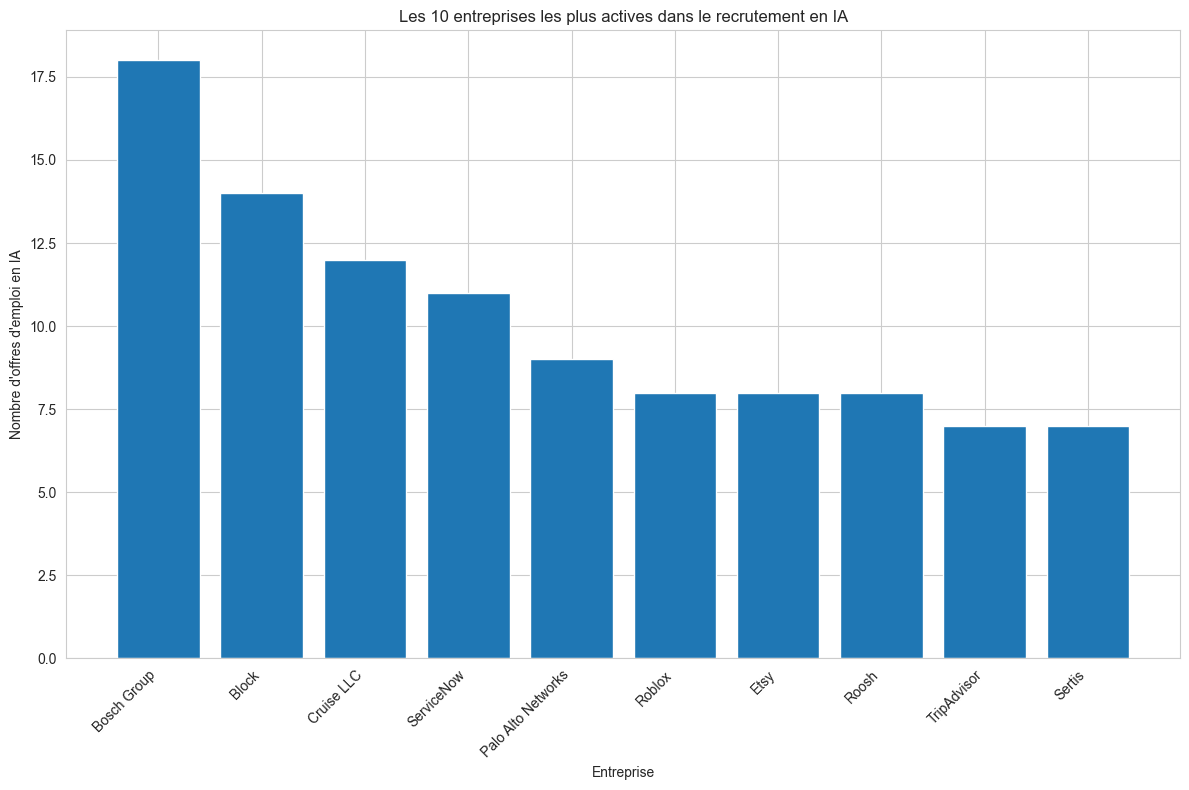 Les 10 entreprises les plus actives dans le recrutement en IA
Nombre d'offres d'emploi en IA
17.5
15.0
12.5
10.0
7.5
5.0
2.5
0.0
Bosch Group
Block
Cruise LLC
ServiceNow
Palo Alto Networks
Roblox
Etsy
Roosh
TripAdvisor
Sertis
Entreprise